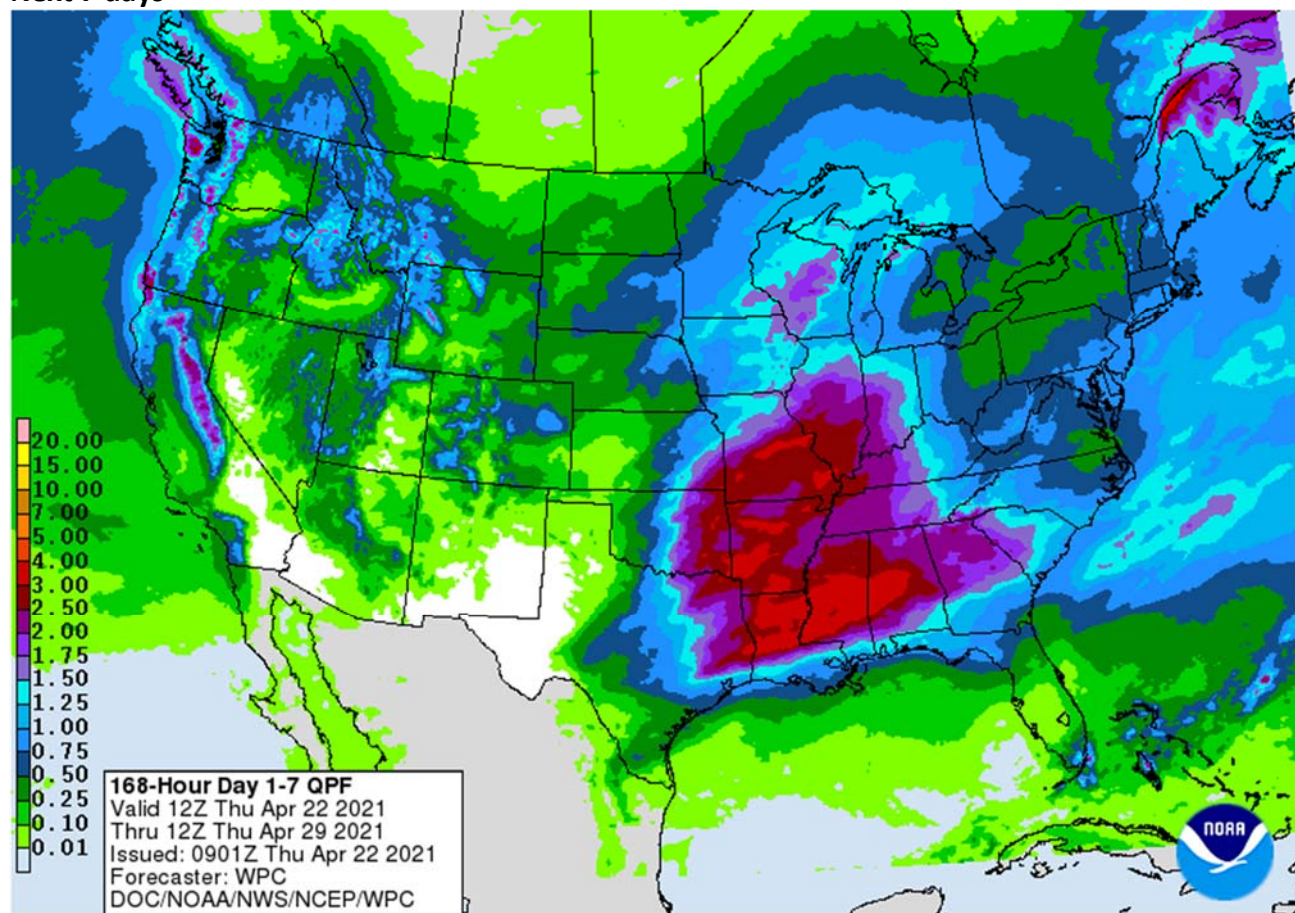 20.00
15.00
10.00
7.00
5.00
4.00
3.00
2.50
2.00
1.75
1.50
1.25
1.00
0.75
0.50
0.25
0.10
0.01
168-Hour Day 1-7 QPF
Valid 12Z Thu Apr 22 2021
Thru 12Z Thu Apr 29 2021
Issued: 0901Z Thu Apr 22 2021
Forecaster: WPC
DOC/NOAA/NWS/NCEP/WPC
NOAA